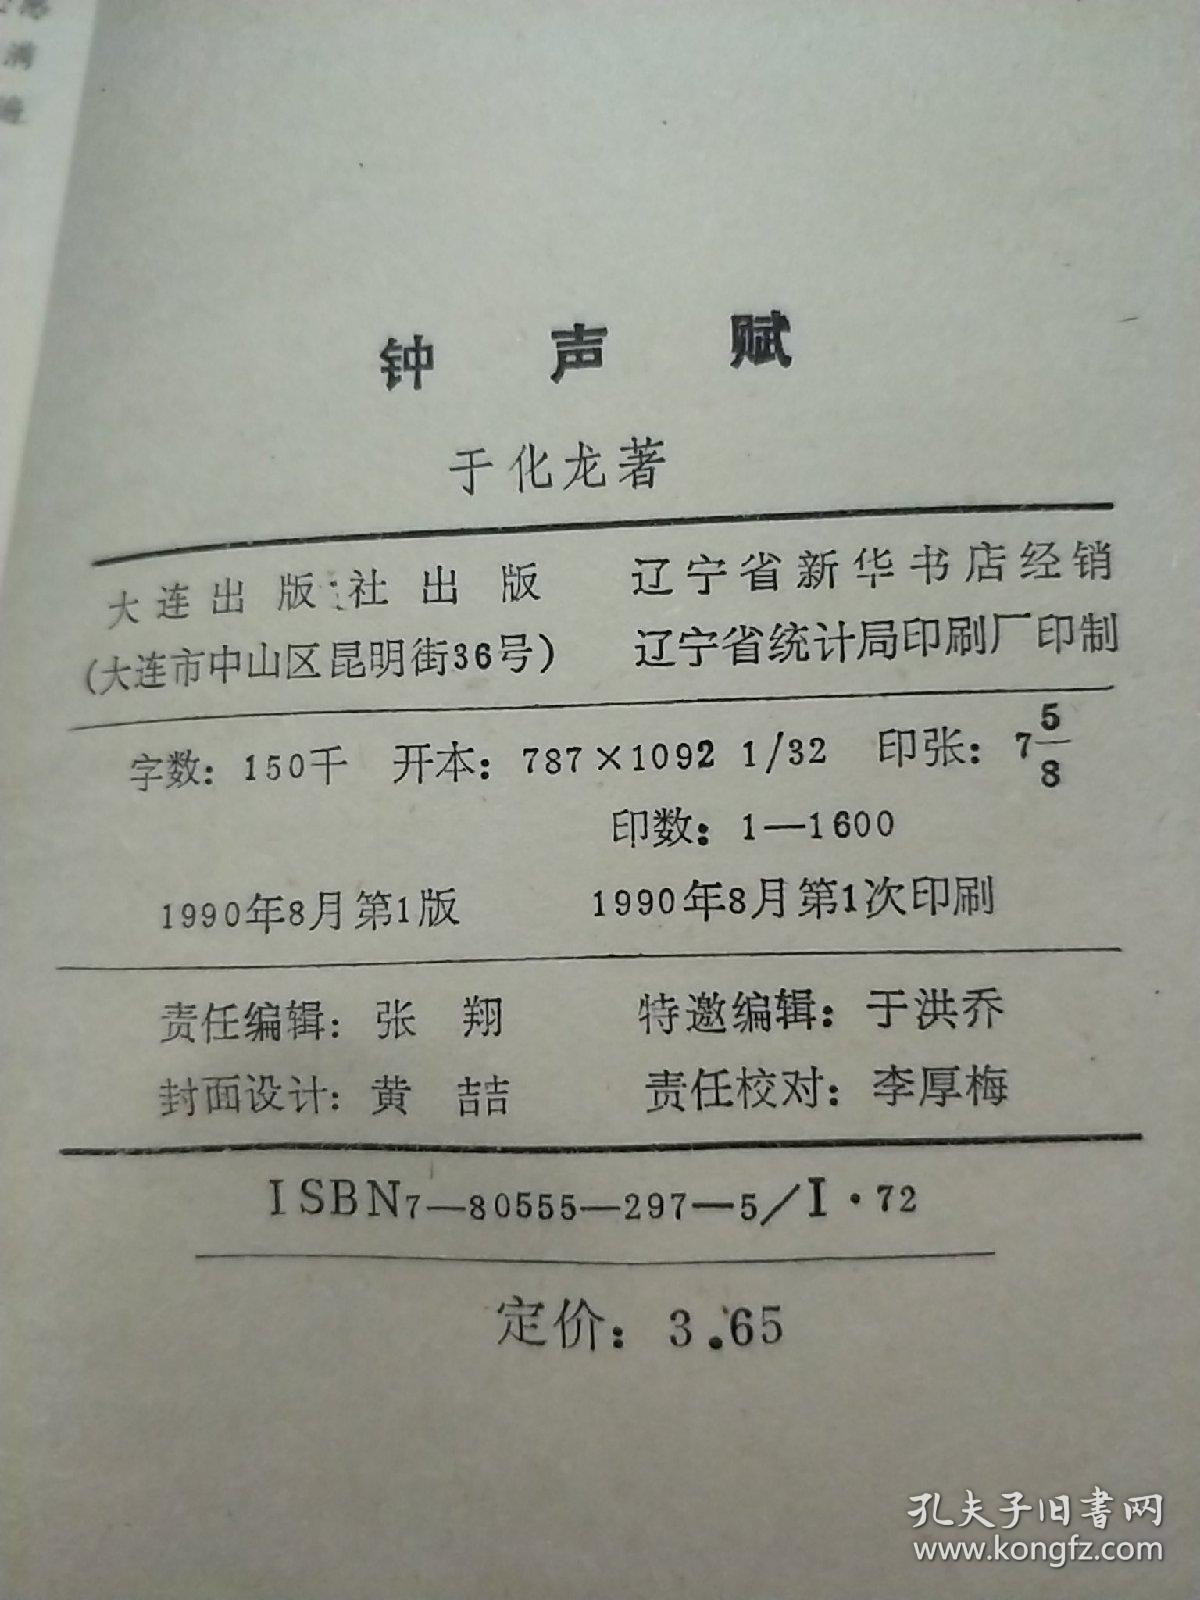 满
钟声赋
于化龙著
大连出版社出版 辽宁省新华书店经销
(大连市中山区昆明街36号) 辽宁省统计局印刷厂印制
字数：150千 开本：787×1092 1/32 印张：7 5/8
印数：1—1600
1990年8月第1版 1990年8月第1次印刷
责任编辑：张 翔 特邀编辑：于洪乔
封面设计：黄 喆 责任校对：李厚梅
ISBN7—80555—297—5/I·72
定价：3.65
孔夫子旧书网
www.kongfz.com